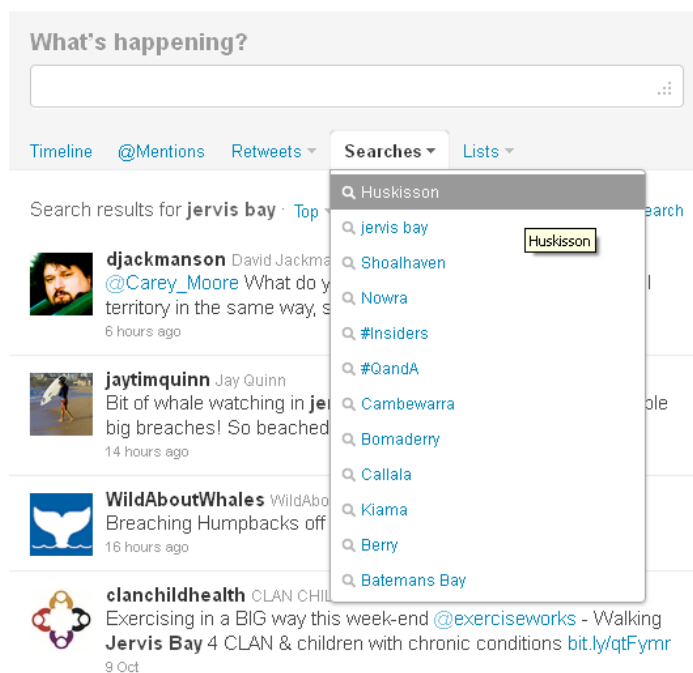 What's happening?
Timeline @Mentions Retweets Searches Lists
Search results for jervis bay · Top
earch
Huskisson
jervis bay
Huskisson
Shoalhaven
Nowra
#Insiders
#QandA
Cambewarra
Bomaderry
Callala
Kiama
Berry
Batemans Bay
djackmanson David Jackma
@Carey_Moore What do y I
territory in the same way, s
6 hours ago
jaytimquinn Jay Quinn
Bit of whale watching in jer ple
big breaches! So beached
14 hours ago
WildAboutWhales WildAbo
Breaching Humpbacks off
16 hours ago
clanchildhealth CLAN CHIL
Exercising in a BIG way this week-end @exerciseworks - Walking
Jervis Bay 4 CLAN & children with chronic conditions bit.ly/qtFymr
9 Oct